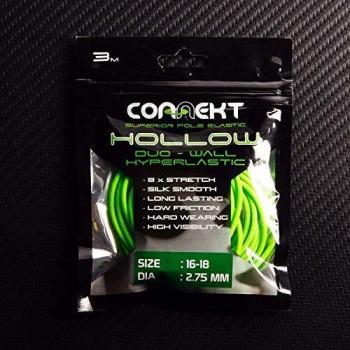 3M
CONNEKT
SUPERIOR POLE ELASTIC
HOLLOW
DUO - WALL
HYPERLASTIC
• 8 x STRETCH
• SILK SMOOTH
• LONG LASTING
• LOW FRICTION
• HARD WEARING
• HIGH VISIBILITY
SIZE : 16-18
DIA : 2.75 MM